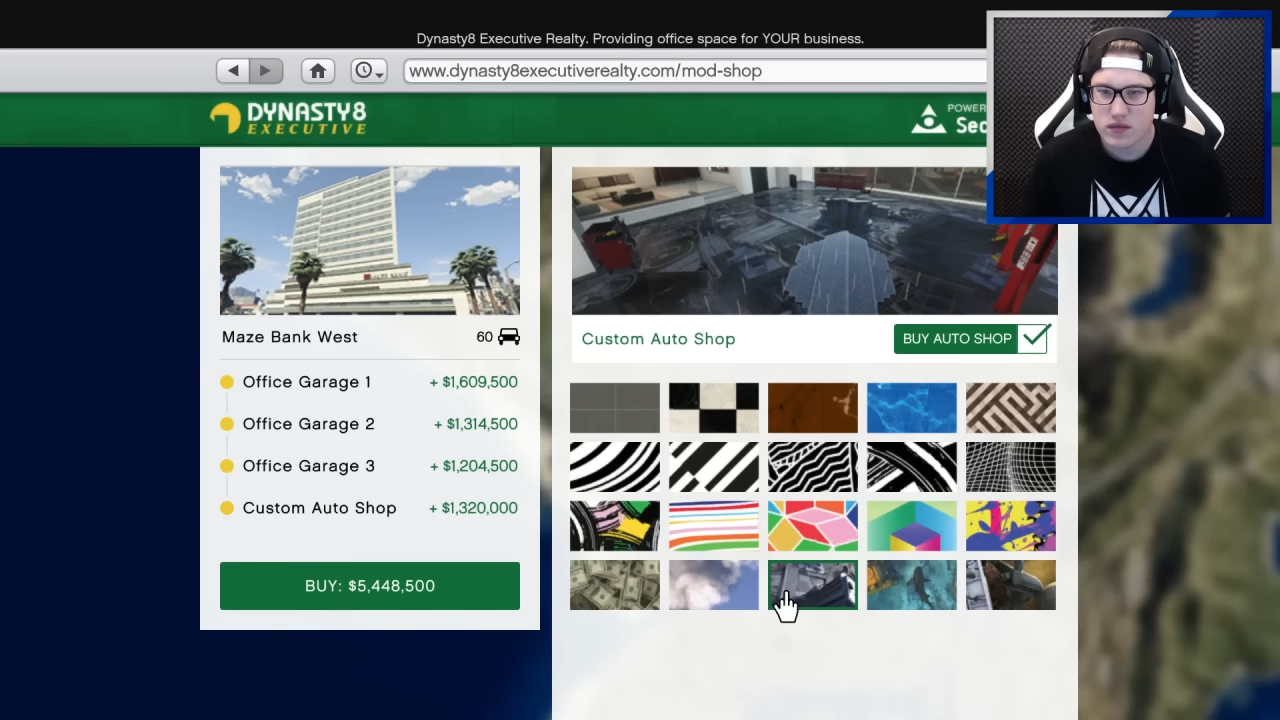 Dynasty8 Executive Realty. Providing office space for YOUR business.
www.dynasty8executiverealty.com/mod-shop
DYNASTY8
EXECUTIVE
MAZE BANK
Maze Bank West 60
Office Garage 1 + $1,609,500
Office Garage 2 + $1,314,500
Office Garage 3 + $1,204,500
Custom Auto Shop + $1,320,000
BUY: $5,448,500
Custom Auto Shop BUY AUTO SHOP